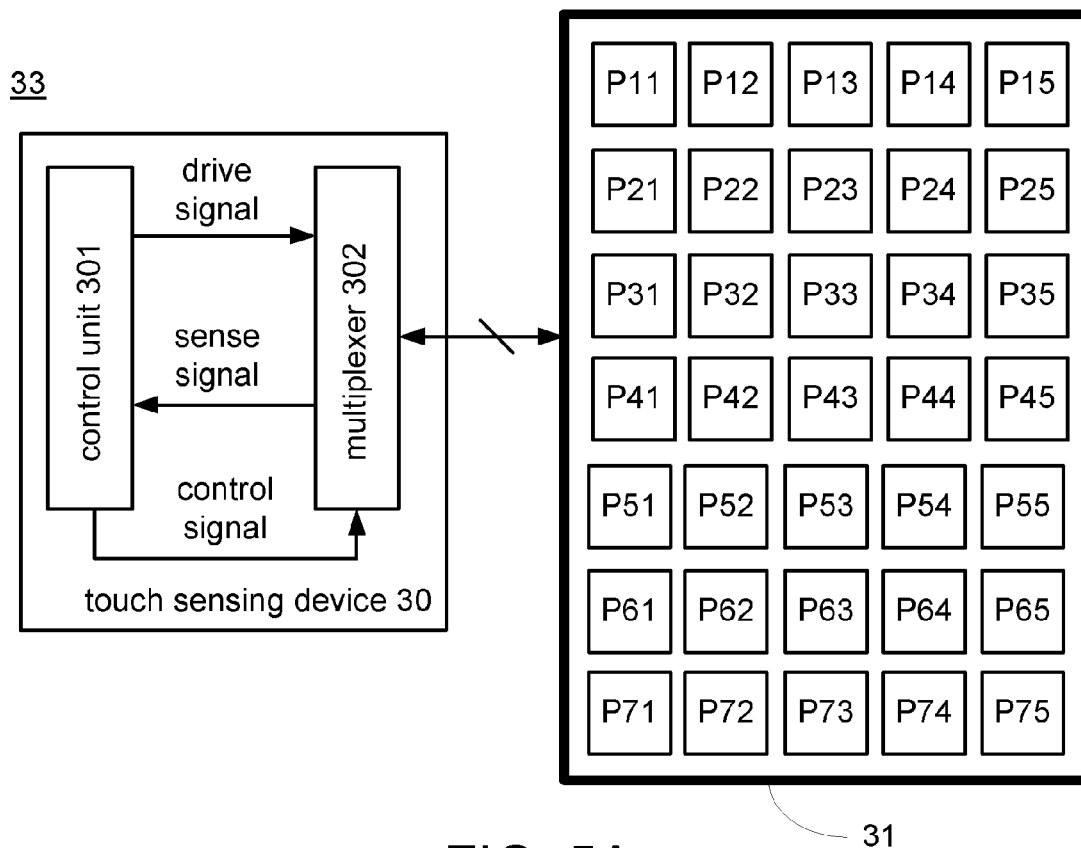 33
drive
signal
control unit 301
sense
signal
multiplexer 302
control
signal
touch sensing device 30
P11 P12 P13 P14 P15
P21 P22 P23 P24 P25
P31 P32 P33 P34 P35
P41 P42 P43 P44 P45
P51 P52 P53 P54 P55
P61 P62 P63 P64 P65
P71 P72 P73 P74 P75
31